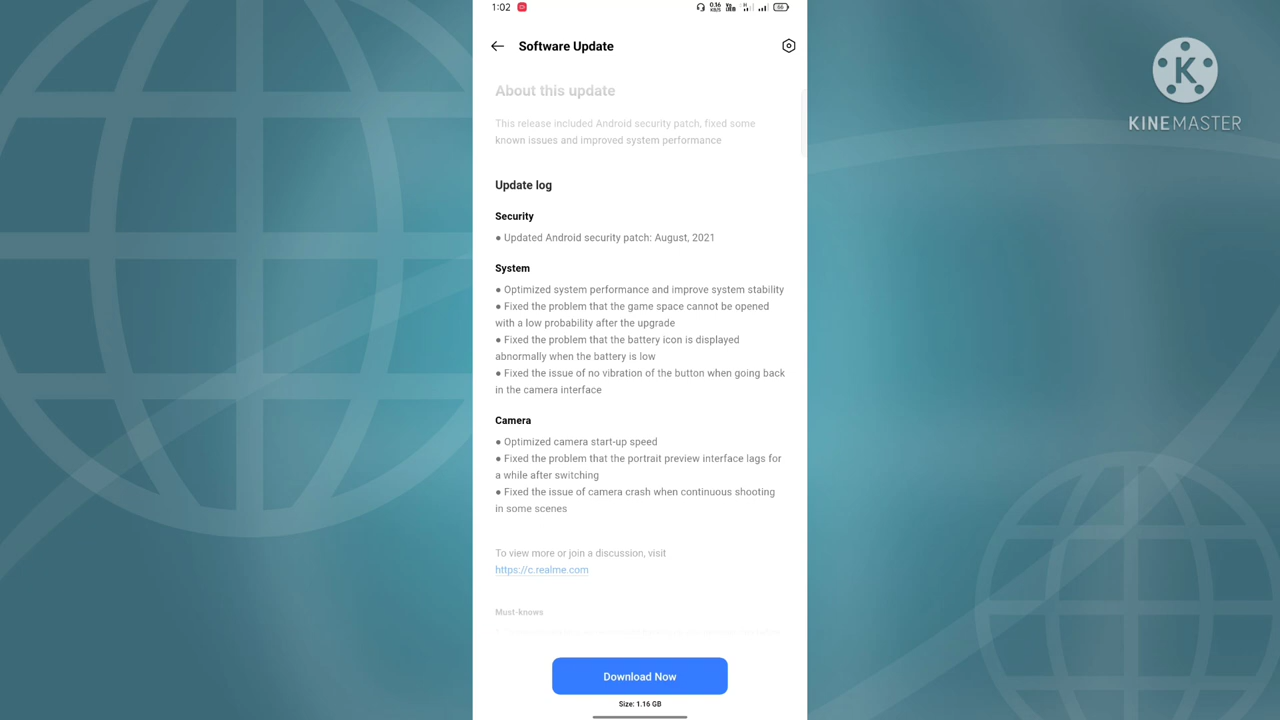 1:02
0.16
KB/S
66
Software Update
K
KINEMASTER
About this update
This release included Android security patch, fixed some
known issues and improved system performance
Update log
Security
● Updated Android security patch: August, 2021
System
● Optimized system performance and improve system stability
● Fixed the problem that the game space cannot be opened
with a low probability after the upgrade
● Fixed the problem that the battery icon is displayed
abnormally when the battery is low
● Fixed the issue of no vibration of the button when going back
in the camera interface
Camera
● Optimized camera start-up speed
● Fixed the problem that the portrait preview interface lags for
a while after switching
● Fixed the issue of camera crash when continuous shooting
in some scenes
To view more or join a discussion, visit
https://c.realme.com
Must-knows
Download Now
Size: 1.16 GB